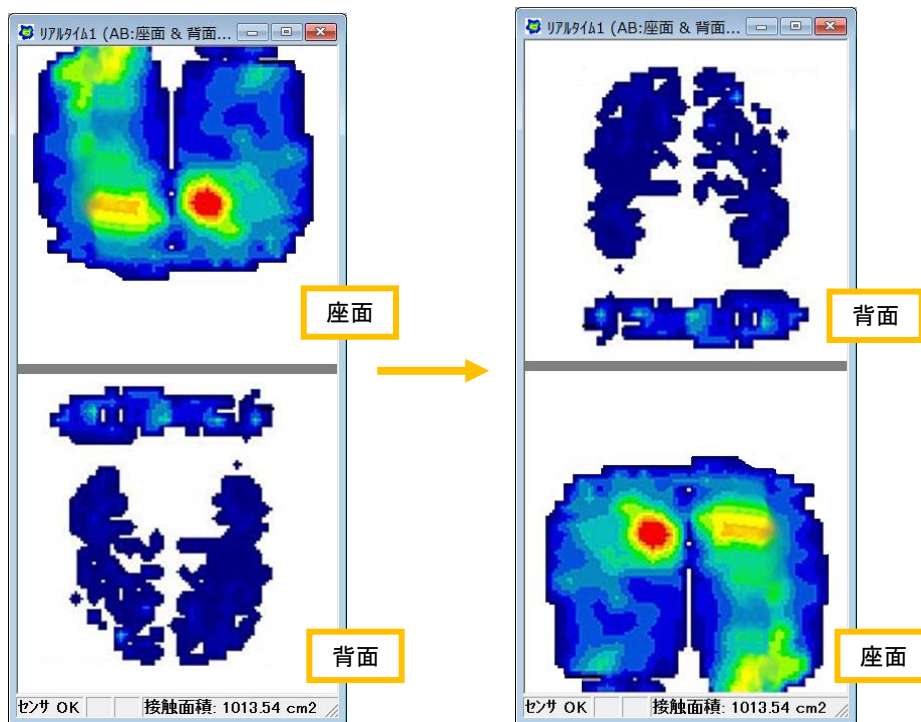 リアルタイム1 (AB:座面 & 背面...
座面
背面
センサ OK
接触面積: 1013.54 cm2
リアルタイム1 (AB:座面 & 背面...
背面
座面
センサ OK
接触面積: 1013.54 cm2